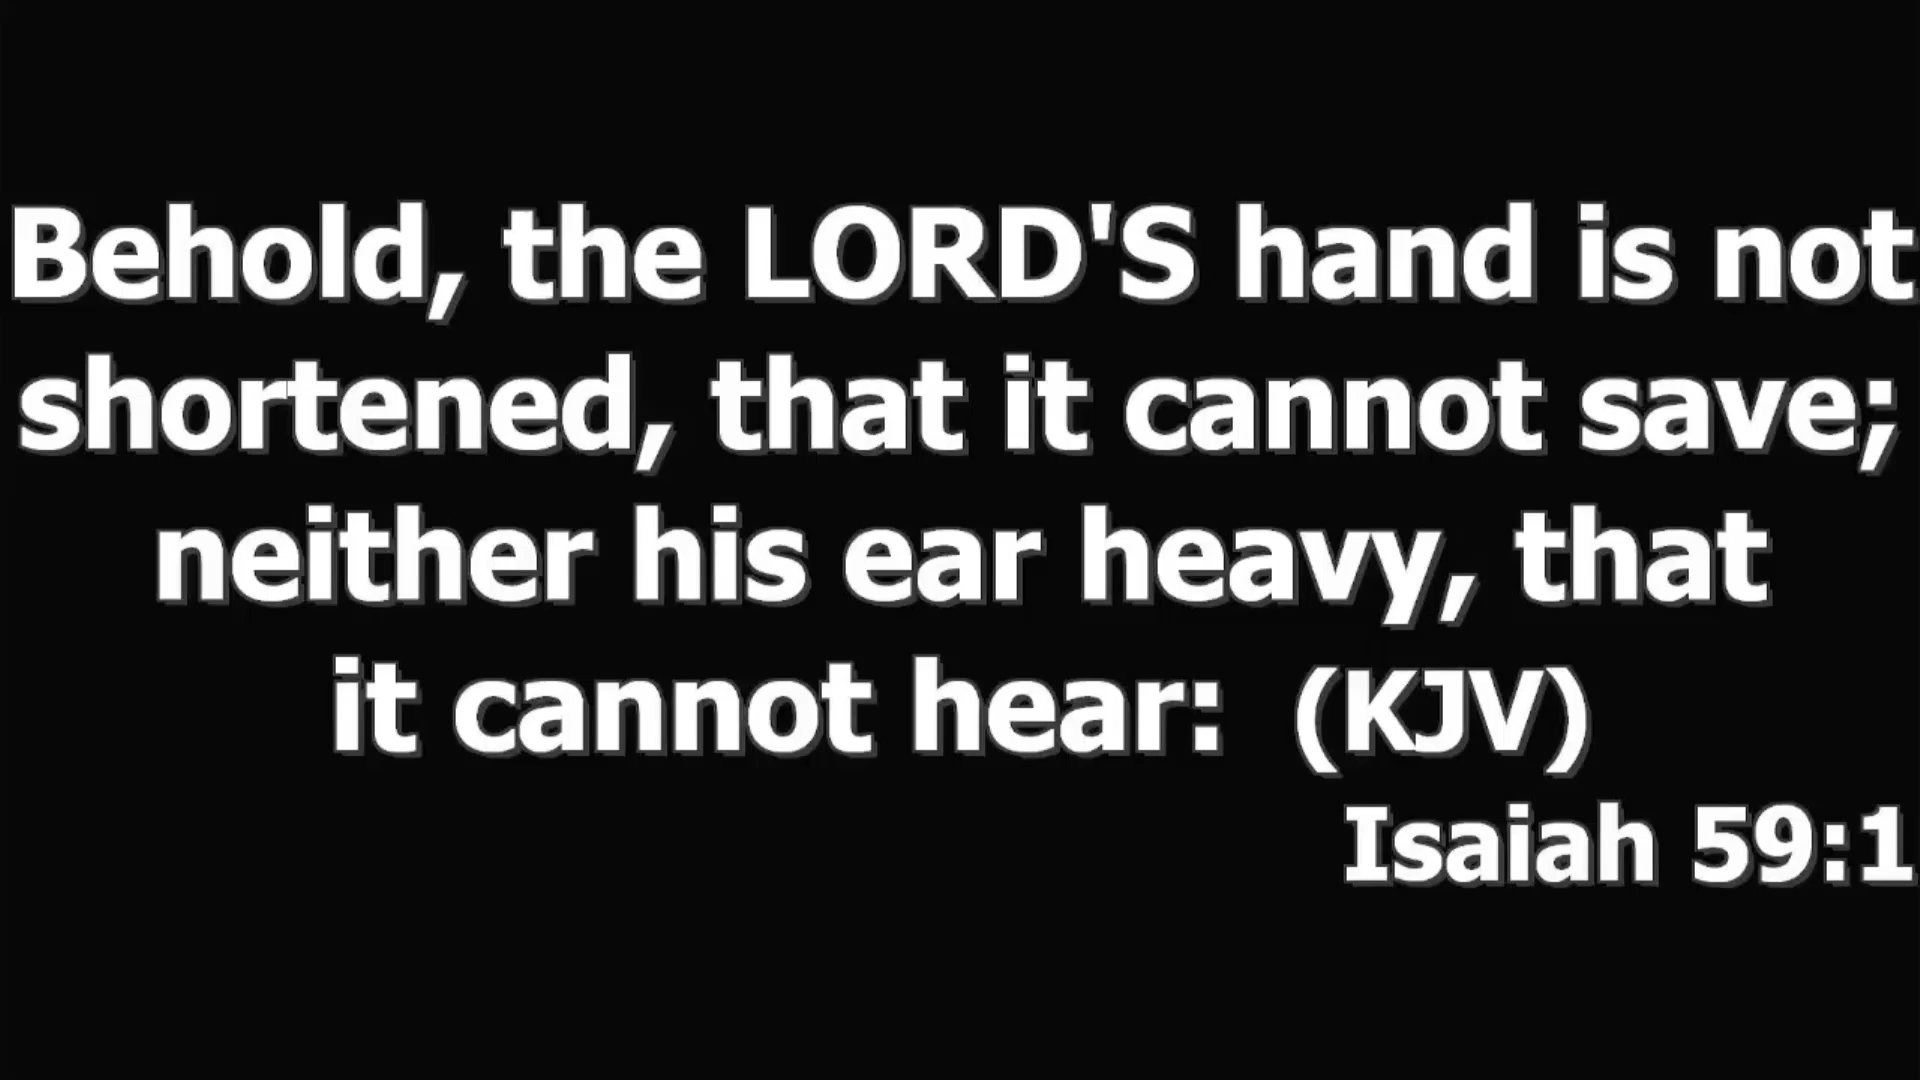 Behold, the LORD'S hand is not
shortened, that it cannot save;
neither his ear heavy, that
it cannot hear:  (KJV)
Isaiah 59:1